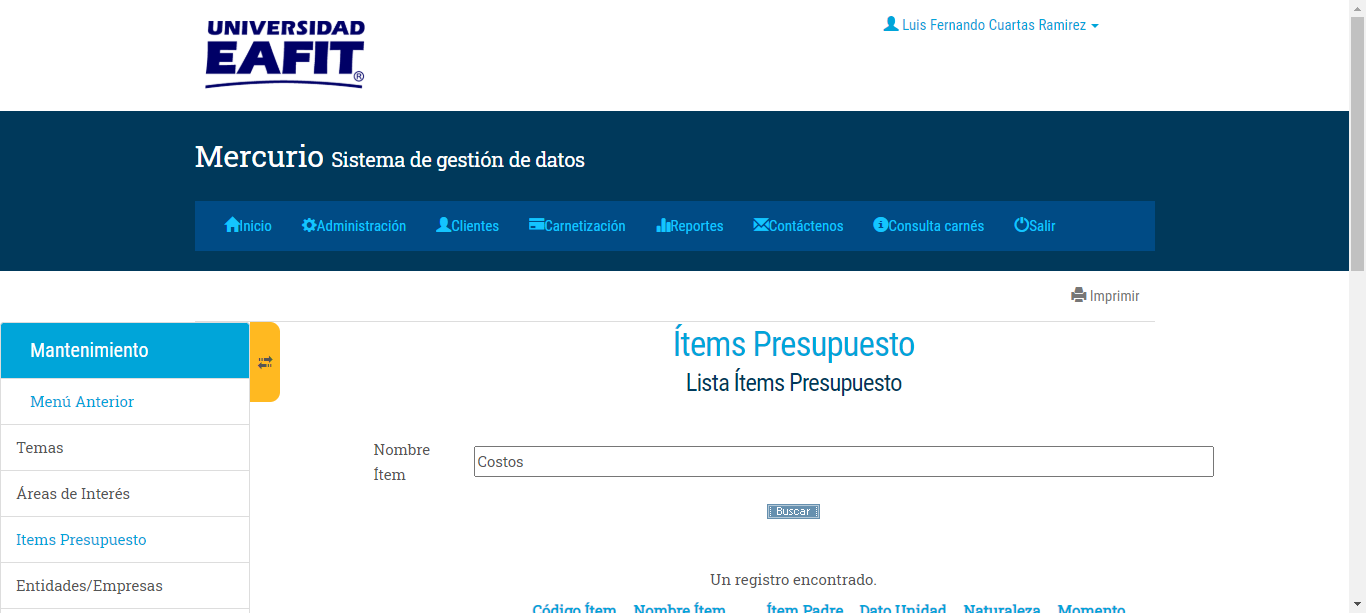 UNIVERSIDAD
EAFIT®
Luis Fernando Cuartas Ramirez
Mercurio Sistema de gestión de datos
Inicio Administración Clientes Carnetización Reportes Contáctenos Consulta carnés Salir
Imprimir
Mantenimiento
Menú Anterior
Temas
Áreas de Interés
Items Presupuesto
Entidades/Empresas
Ítems Presupuesto
Lista Ítems Presupuesto
Nombre
Ítem
Costos
Buscar
Un registro encontrado.
Código Ítem Nombre Ítem Ítem Padre Dato Unidad Naturaleza Momento